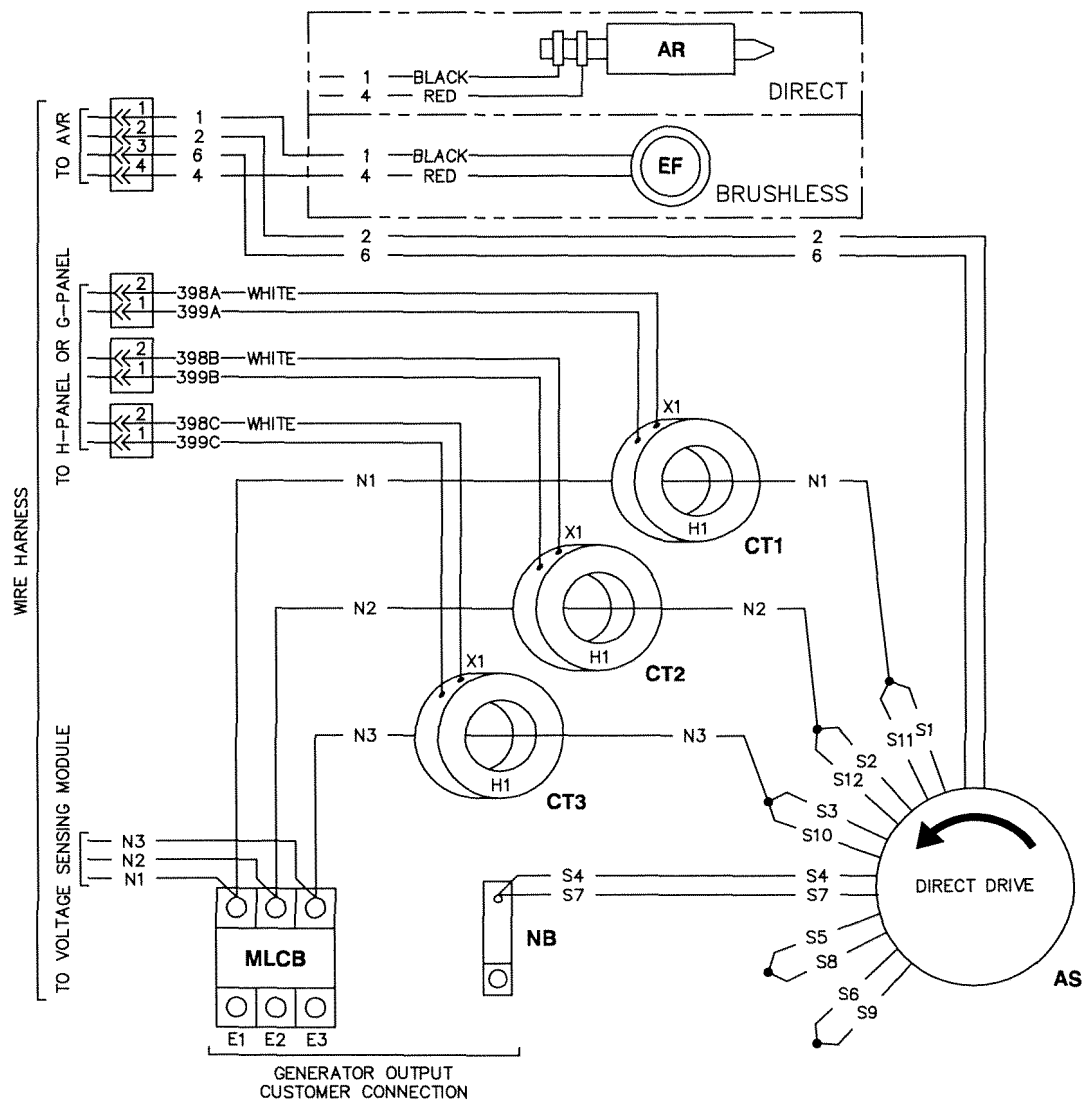 AR
1 BLACK
4 RED
DIRECT
TO AVR
1 1
2 2
3 6
4 4
1 BLACK
4 RED
EF
BRUSHLESS
2 2
6 6
TO H-PANEL OR G-PANEL
2 398A WHITE
1 399A
2 398B WHITE
1 399B
2 398C WHITE
1 399C
X1
N1 N1
H1
CT1
X1
N2 N2
H1
CT2
X1
N3 N3
H1
CT3
WIRE HARNESS
S11 S1
S2
S12
S3
S10
TO VOLTAGE SENSING MODULE
N3
N2
N1
S4 S4
S7 S7
DIRECT DRIVE
MLCB
NB
S5
S8
AS
S6
S9
E1 E2 E3
GENERATOR OUTPUT
CUSTOMER CONNECTION